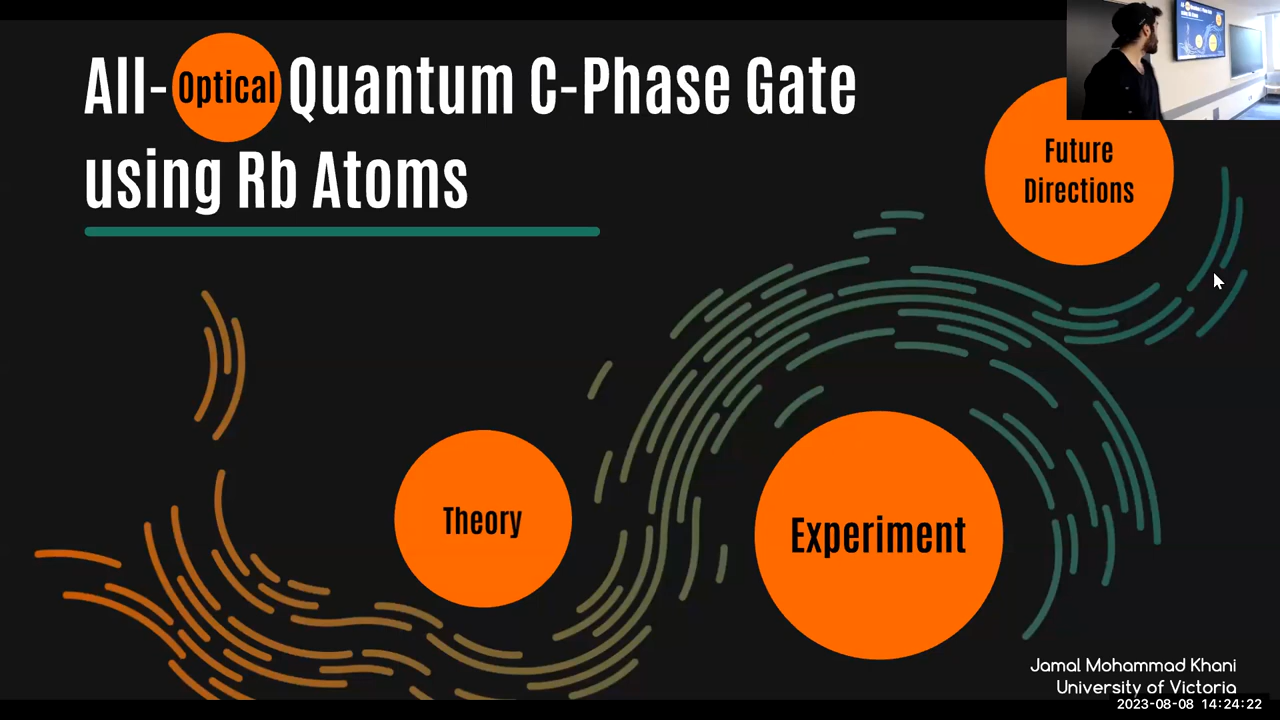 All-Optical Quantum C-Phase Gate
using Rb Atoms
Future
Directions
Theory
Experiment
Jamal Mohammad Khani
University of Victoria
2023-08-08 14:24:22